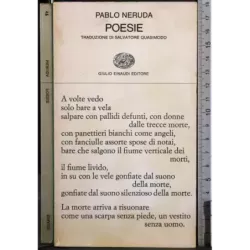 PABLO NERUDA
POESIE
TRADUZIONE DI SALVATORE QUASIMODO
GIULIO EINAUDI EDITORE
A volte vedo
solo bare a vela
salpare con pallidi defunti, con donne
dalle trecce morte,
con panettieri bianchi come angeli,
con fanciulle assorte spose di notai,
bare che salgono il fiume verticale dei
morti,
il fiume livido,
in su con le vele gonfiate dal suono
della morte,
gonfiate dal suono silenzioso della morte.
La morte arriva a risuonare
come una scarpa senza piede, un vestito
senza uomo.